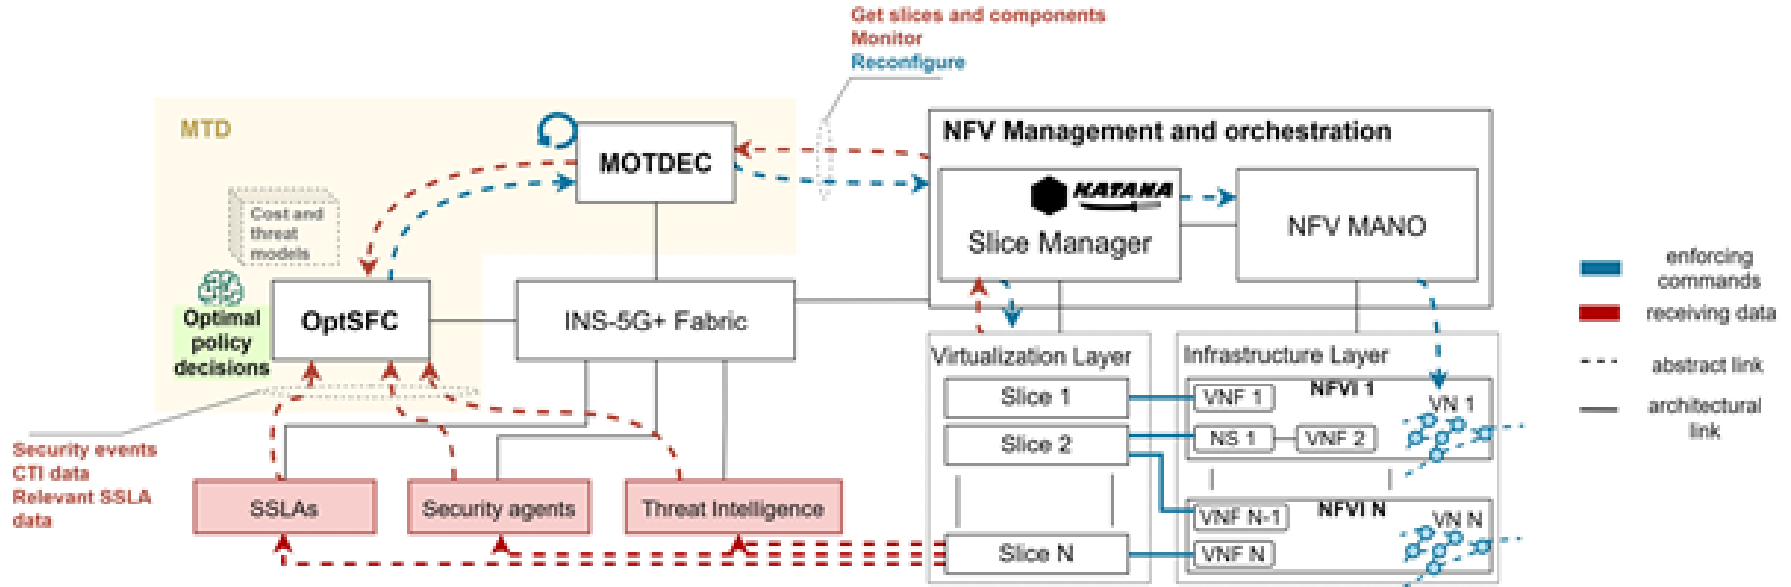 Get slices and components
Monitor
Reconfigure
MTD
MOTDEC
NFV Management and orchestration
KATANA
Slice Manager
NFV MANO
Cost and
threat
models
Optimal
policy
decisions
OptSFC
INS-5G+ Fabric
enforcing
commands
receiving data
abstract link
architectural
link
Virtualization Layer
Slice 1
Slice 2
Slice N
Infrastructure Layer
NFVI 1
VNF 1
VN 1
NS 1
VNF 2
NFVI N
VNF N-1
VN N
VNF N
Security events
CTI data
Relevant SSLA
data
SSLAs
Security agents
Threat Intelligence